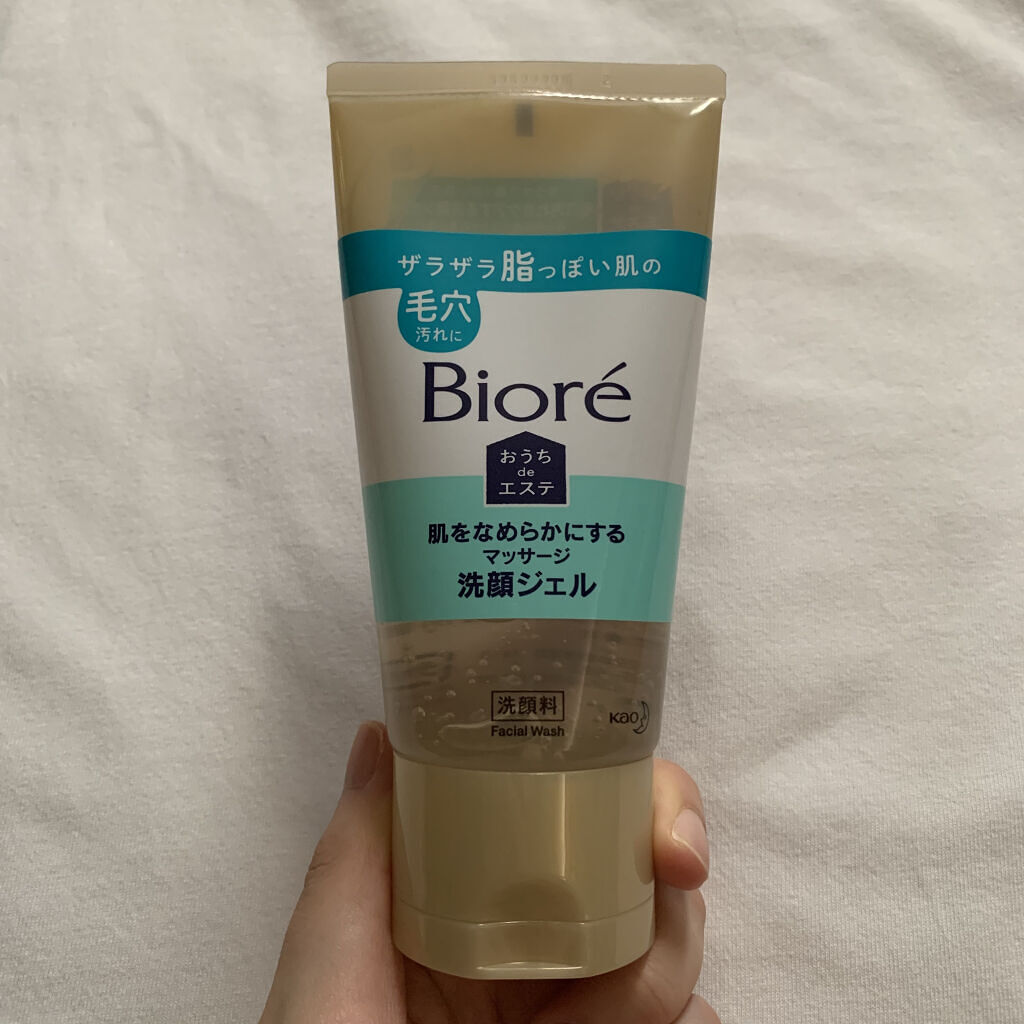 ザラザラ脂っぽい肌の
毛穴
汚れに
Bioré
おうち
de
エステ
肌をなめらかにする
マッサージ
洗顔ジェル
洗顔料
Facial Wash
Kao